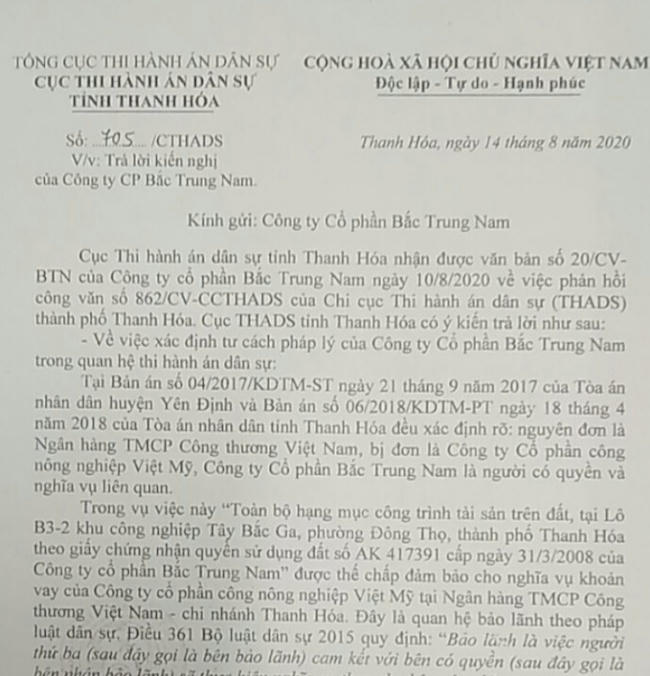 TỔNG CỤC THI HÀNH ÁN DÂN SỰ
CỤC THI HÀNH ÁN DÂN SỰ
TỈNH THANH HÓA
CỘNG HOÀ XÃ HỘI CHỦ NGHĨA VIỆT NAM
Độc lập - Tự do - Hạnh phúc
Số: 705 /CTHADS
V/v: Trả lời kiến nghị
của Công ty CP Bắc Trung Nam.
Thanh Hóa, ngày 14 tháng 8 năm 2020
Kính gửi: Công ty Cổ phần Bắc Trung Nam
Cục Thi hành án dân sự tỉnh Thanh Hóa nhận được văn bản số 20/CV-
BTN của Công ty cổ phần Bắc Trung Nam ngày 10/8/2020 về việc phản hồi
công văn số 862/CV-CCTHADS của Chi cục Thi hành án dân sự (THADS)
thành phố Thanh Hóa. Cục THADS tỉnh Thanh Hóa có ý kiến trả lời như sau:
- Về việc xác định tư cách pháp lý của Công ty Cổ phần Bắc Trung Nam
trong quan hệ thi hành án dân sự:
Tại Bản án số 04/2017/KDTM-ST ngày 21 tháng 9 năm 2017 của Tòa án
nhân dân huyện Yên Định và Bản án số 06/2018/KDTM-PT ngày 18 tháng 4
năm 2018 của Tòa án nhân dân tỉnh Thanh Hóa đều xác định rõ: nguyên đơn là
Ngân hàng TMCP Công thương Việt Nam, bị đơn là Công ty Cổ phần công
nông nghiệp Việt Mỹ, Công ty Cổ phần Bắc Trung Nam là người có quyền và
nghĩa vụ liên quan.
Trong vụ việc này “Toàn bộ hạng mục công trình tài sản trên đất, tại Lô
B3-2 khu công nghiệp Tây Bắc Ga, phường Đông Thọ, thành phố Thanh Hóa
theo giấy chứng nhận quyền sử dụng đất số AK 417391 cấp ngày 31/3/2008 của
Công ty cổ phần Bắc Trung Nam” được thế chấp đảm bảo cho nghĩa vụ khoản
vay của Công ty cổ phần công nông nghiệp Việt Mỹ tại Ngân hàng TMCP Công
thương Việt Nam - chi nhánh Thanh Hóa. Đây là quan hệ bảo lãnh theo pháp
luật dân sự. Điều 361 Bộ luật dân sự 2015 quy định: “Bảo lãnh là việc người
thứ ba (sau đây gọi là bên bảo lãnh) cam kết với bên có quyền (sau đây gọi là
bên nhận bảo lãnh) sẽ thực hiện nghĩa